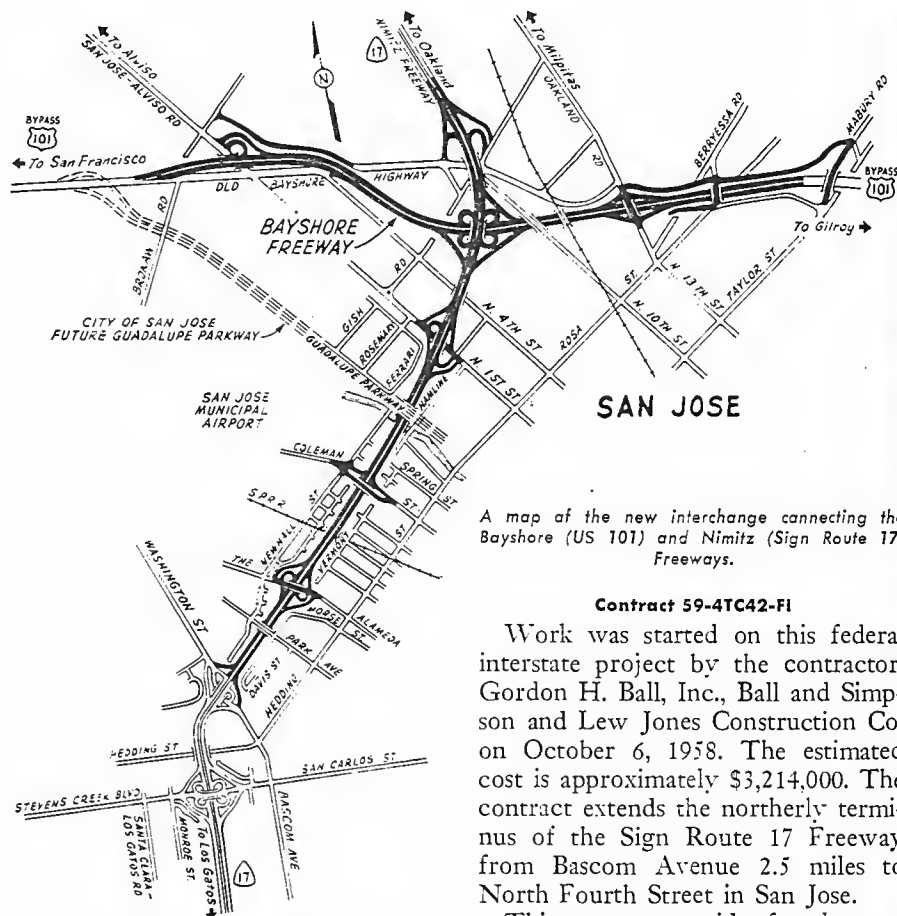 To Alviso
SAN JOSE-ALVISO RD
N
17
To Oakland
NIMITZ FREEWAY
To Milpitas
OAKLAND
RD
BERRYESSA RD
MABURY RD
BYPASS
101
To San Francisco
BYPASS
101
To Gilroy
OLD BAYSHORE HIGHWAY
BAYSHORE
FREEWAY
BROKAW RD
CITY OF SAN JOSE
FUTURE GUADALUPE PARKWAY
GUADALUPE PARKWAY
GISH
RD
ROSEMARY
FERRARI
HAMLINE
N. 4TH ST
N. 1ST ST
ROSA ST.
N. 10TH ST
N. 13TH ST
TAYLOR ST
SAN JOSE
MUNICIPAL
AIRPORT
SAN JOSE
COLEMAN
ST
SPRING ST
S.P.R.R.
NEWHALL ST
VERMONT ST
THE
ALAMEDA
MORSE ST.
PARK AVE
DAVIS ST
HEDDING
WASHINGTON ST
HEDDING ST
SAN CARLOS ST
STEVENS CREEK BLVD
SANTA CLARA-
LOS GATOS RD
MONROE ST.
To Los Gatos
BASCOM AVE
17
A map of the new interchange connecting the
Bayshore (US 101) and Nimitz (Sign Route 17
Freeways.
Contract 59-4TC42-FI
Work was started on this federal
interstate project by the contractor
Gordon H. Ball, Inc., Ball and Simp-
son and Lew Jones Construction Co
on October 6, 1958. The estimated
cost is approximately $3,214,000. The
contract extends the northerly termi-
nus of the Sign Route 17 Freeway
from Bascom Avenue 2.5 miles to
North Fourth Street in San Jose.